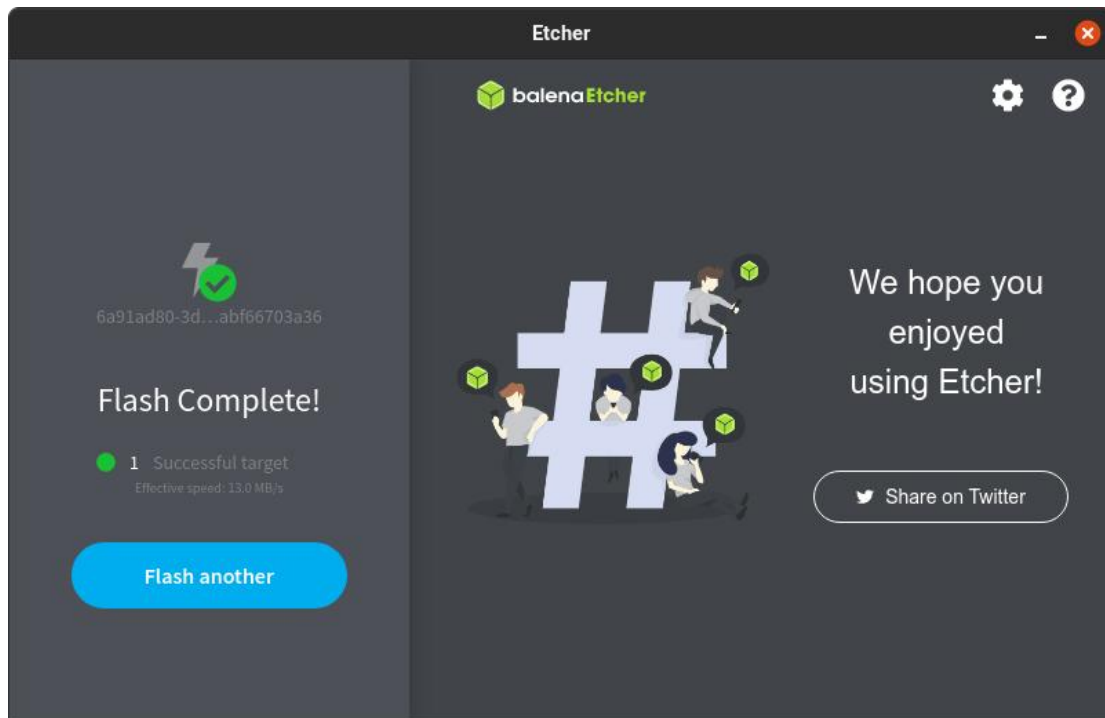 Etcher
balenaEtcher
6a91ad80-3d...abf66703a36
Flash Complete!
1 Successful target
Effective speed: 13.0 MB/s
Flash another
We hope you
enjoyed
using Etcher!
Share on Twitter